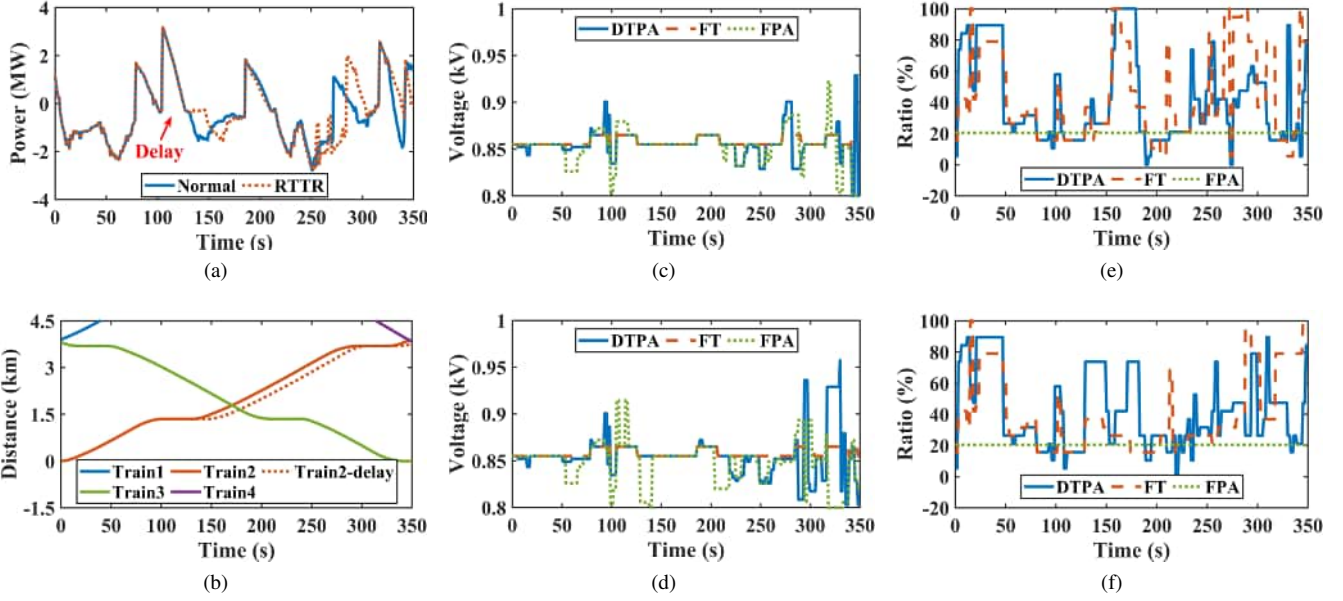 4
2
0
-2
-4
Power (MW)
Delay
Normal RTTR
0 50 100 150 200 250 300 350
Time (s)
(a)
1
0.95
0.9
0.85
0.8
Voltage (kV)
DTPA FT FPA
0 50 100 150 200 250 300 350
Time (s)
(c)
100
80
60
40
20
0
-20
Ratio (%)
DTPA FT FPA
0 50 100 150 200 250 300 350
Time (s)
(e)
4.5
3
1.5
0
-1.5
Distance (km)
Train1 Train2 Train2-delay
Train3 Train4
0 50 100 150 200 250 300 350
Time (s)
(b)
1
0.95
0.9
0.85
0.8
Voltage (kV)
DTPA FT FPA
0 50 100 150 200 250 300 350
Time (s)
(d)
100
80
60
40
20
0
-20
Ratio (%)
DTPA FT FPA
0 50 100 150 200 250 300 350
Time (s)
(f)